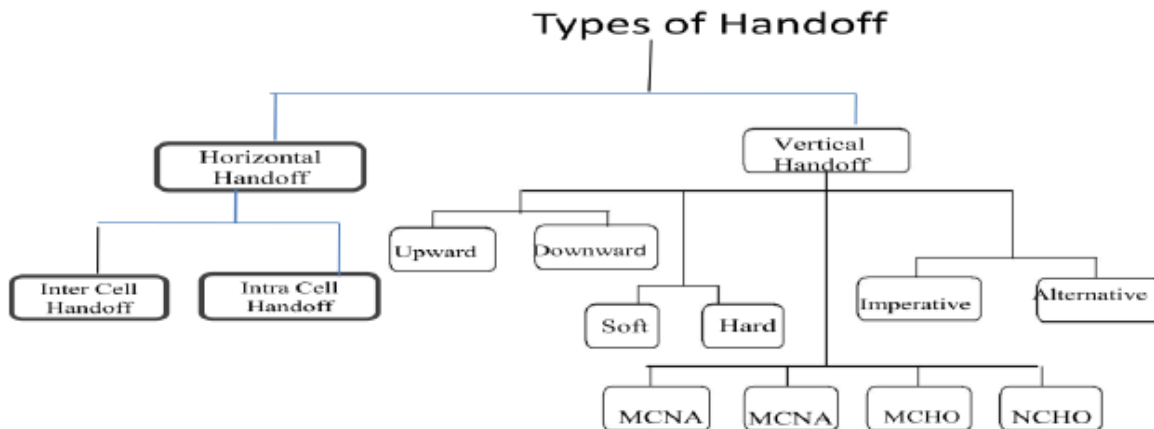 Types of Handoff
Horizontal
Handoff
Vertical
Handoff
Upward
Downward
Inter Cell
Handoff
Intra Cell
Handoff
Imperative
Alternative
Soft
Hard
MCNA
MCNA
MCHO
NCHO